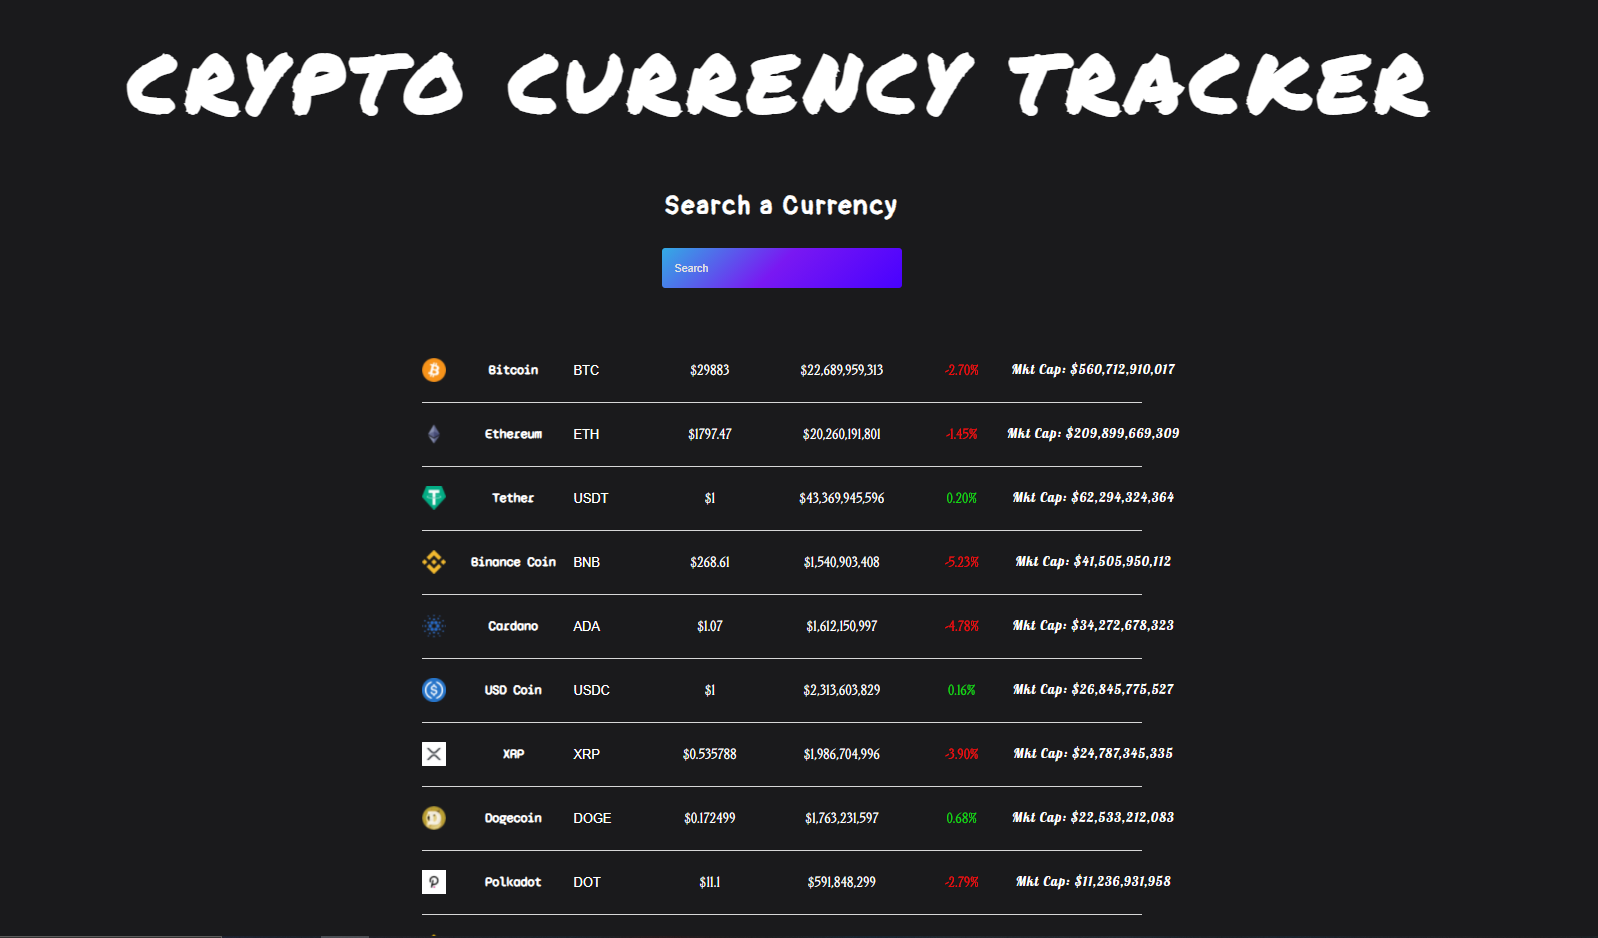 CRYPTO CURRENCY TRACKER
Search a Currency
Search
Bitcoin BTC $29883 $22,689,959,313 -2.70% Mkt Cap: $560,712,910,017
Ethereum ETH $1797.47 $20,260,191,801 -1.45% Mkt Cap: $209,899,669,309
Tether USDT $1 $43,369,945,596 0.20% Mkt Cap: $62,294,324,364
Binance Coin BNB $268.61 $1,540,903,408 -5.23% Mkt Cap: $41,505,950,112
Cardano ADA $1.07 $1,612,150,997 -4.78% Mkt Cap: $34,272,678,323
USD Coin USDC $1 $2,313,603,829 0.16% Mkt Cap: $26,845,775,527
XRP XRP $0.535788 $1,986,704,996 -3.90% Mkt Cap: $24,787,345,335
Dogecoin DOGE $0.172499 $1,763,231,597 0.68% Mkt Cap: $22,533,212,083
Polkadot DOT $11.1 $591,848,299 -2.79% Mkt Cap: $11,236,931,958